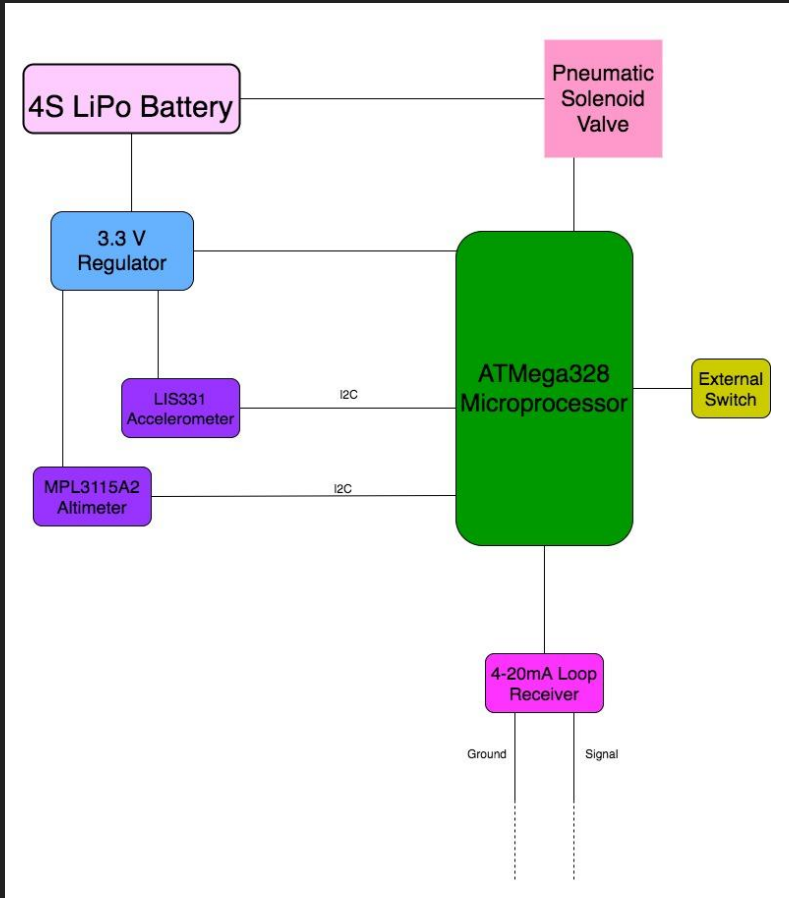 Pneumatic
Solenoid
Valve
4S LiPo Battery
3.3 V
Regulator
ATMega328
Microprocessor
External
Switch
LIS331
Accelerometer
I2C
MPL3115A2
Altimeter
I2C
4-20mA Loop
Receiver
Ground
Signal